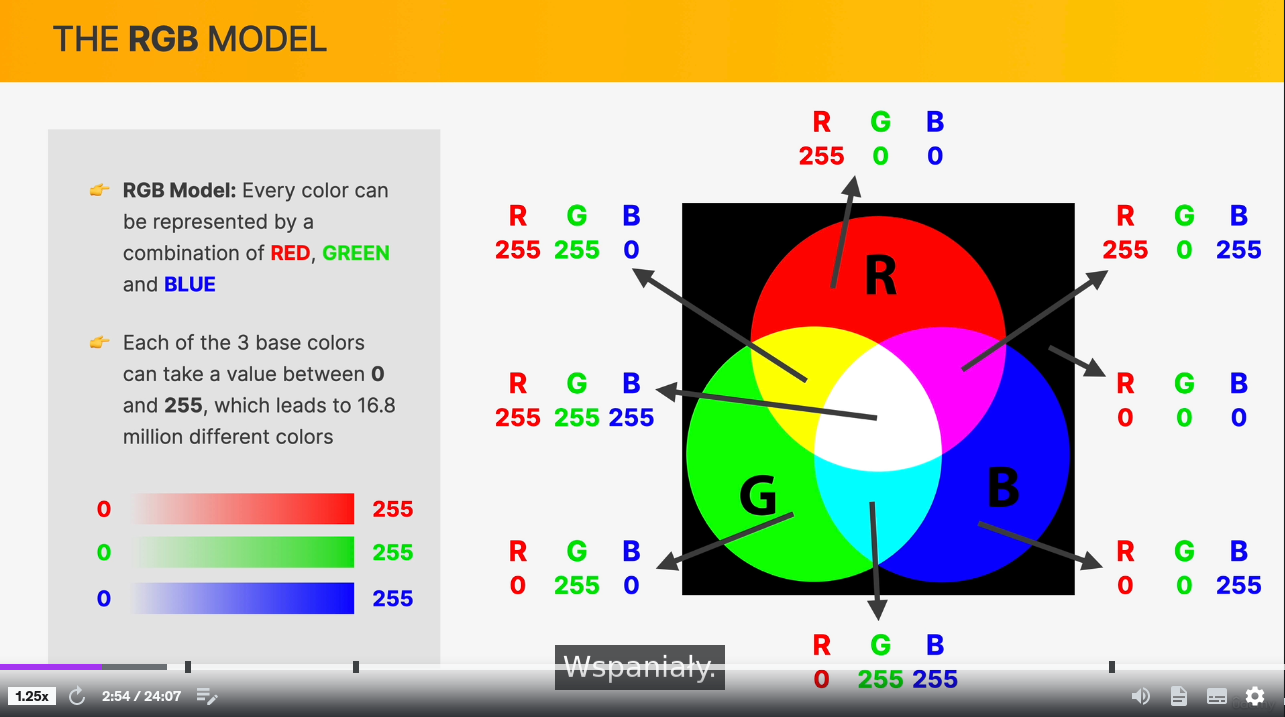 THE RGB MODEL
👉 RGB Model: Every color can
be represented by a
combination of RED, GREEN
and BLUE
👉 Each of the 3 base colors
can take a value between 0
and 255, which leads to 16.8
million different colors
0 255
0 255
0 255
R G B
255 0 0
R G B
255 255 0
R G B
255 0 255
R
R G B
255 255 255
R G B
0 0 0
G
B
R G B
0 255 0
R G B
0 0 255
R G B
0 255 255
Wspaniały.
1.25x 2:54 / 24:07